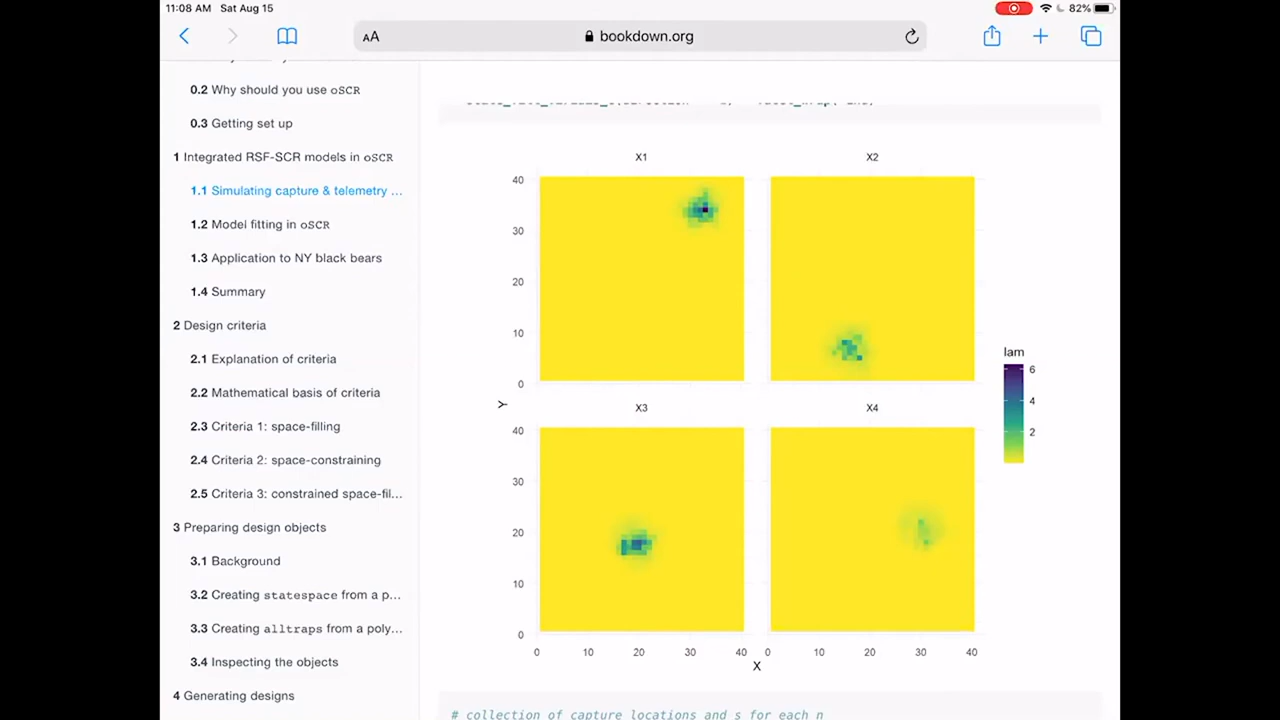 11:08 AM Sat Aug 15
82%
AA
bookdown.org
0.2 Why should you use oSCR
0.3 Getting set up
1 Integrated RSF-SCR models in oSCR
1.1 Simulating capture & telemetry ...
1.2 Model fitting in oSCR
1.3 Application to NY black bears
1.4 Summary
2 Design criteria
2.1 Explanation of criteria
2.2 Mathematical basis of criteria
2.3 Criteria 1: space-filling
2.4 Criteria 2: space-constraining
2.5 Criteria 3: constrained space-fil...
3 Preparing design objects
3.1 Background
3.2 Creating statespace from a p...
3.3 Creating alltraps from a poly...
3.4 Inspecting the objects
4 Generating designs
X1
X2
40
30
20
10
0
X3
X4
40
30
20
10
0
0 10 20 30 40
0 10 20 30 40
X
Y
lam
6
4
2
# collection of capture locations and s for each n